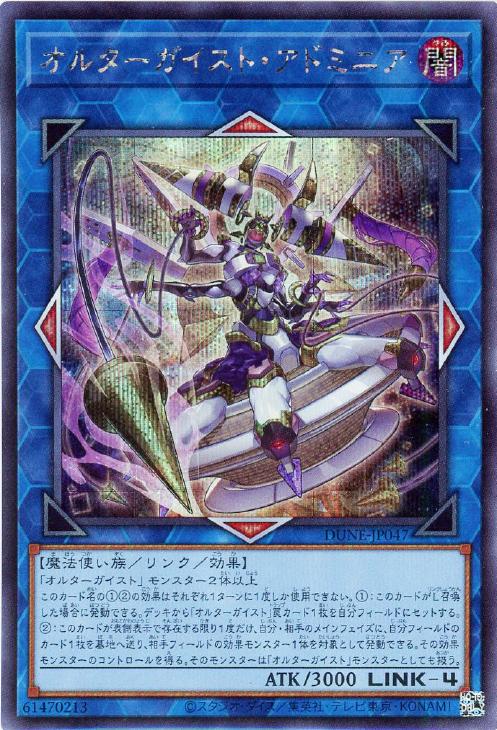 オルターガイスト・アドミニア 闇
DUNE-JP047
【魔法使い族/リンク/効果】
「オルターガイスト」モンスター2体以上
このカード名の①②の効果はそれぞれ1ターンに1度しか使用できない。①：このカードがL召喚
した場合に発動できる。デッキから「オルターガイスト」罠カード1枚を自分フィールドにセットする。
②：このカードが表側表示で存在する限り1度だけ、自分・相手のメインフェイズに、自分フィールドの
カード1枚を墓地へ送り、相手フィールドの効果モンスター1体を対象として発動できる。その効果
モンスターのコントロールを得る。そのモンスターは「オルターガイスト」モンスターとしても扱う。
ATK/3000 LINK-4
61470213 ©スタジオ・ダイス/集英社・テレビ東京・KONAMI